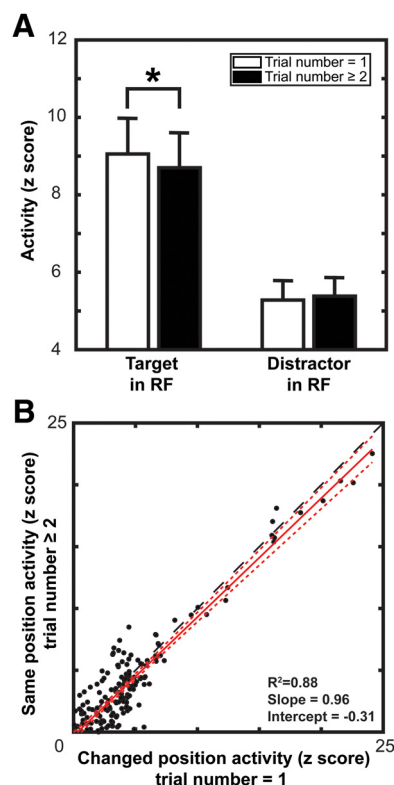 A
12
10
8
6
4
Activity (z score)
Trial number = 1
Trial number ≥ 2
*
Target
in RF
Distractor
in RF
B
25
Same position activity (z score)
trial number ≥ 2
R²=0.88
Slope = 0.96
Intercept = -0.31
0
25
Changed position activity (z score)
trial number = 1